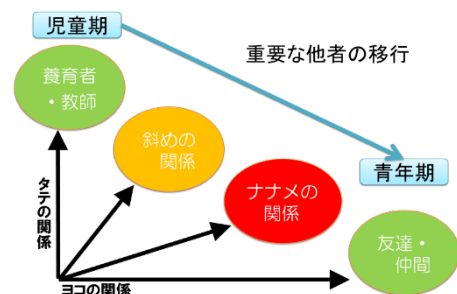 児童期
重要な他者の移行
養育者
・教師
斜めの
関係
ナナメの
関係
青年期
友達・
仲間
タテの関係
ヨコの関係